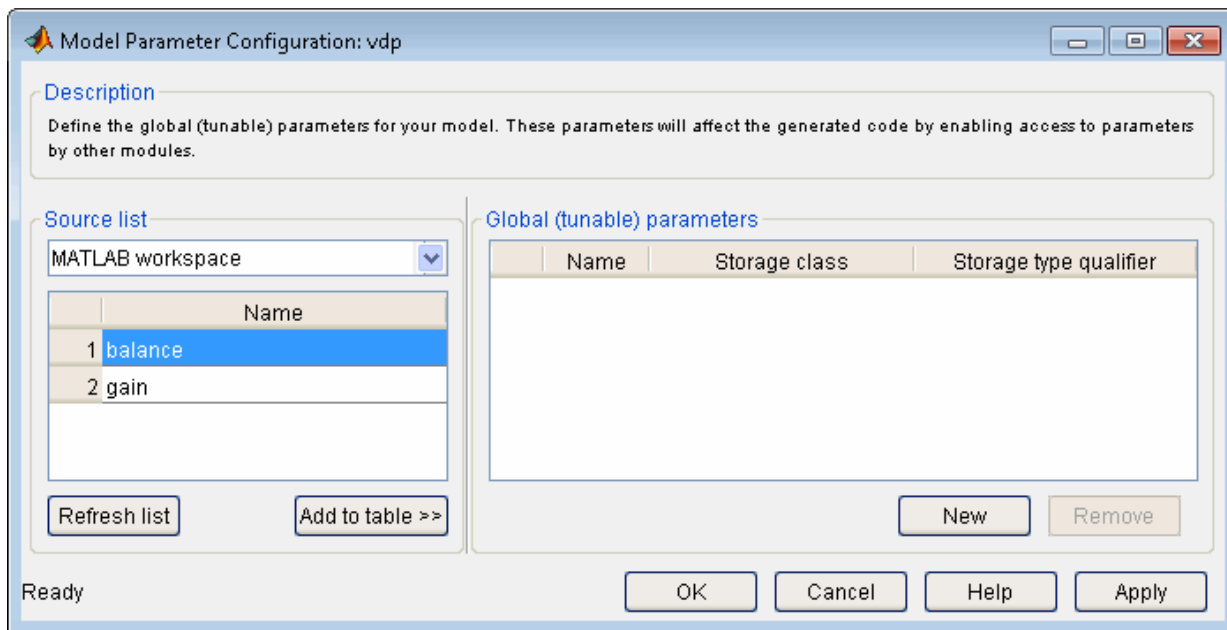 Model Parameter Configuration: vdp
Description
Define the global (tunable) parameters for your model. These parameters will affect the generated code by enabling access to parameters
by other modules.
Source list
MATLAB workspace
Name
1 balance
2 gain
Refresh list
Add to table >>
Global (tunable) parameters
Name Storage class Storage type qualifier
New
Remove
Ready
OK
Cancel
Help
Apply